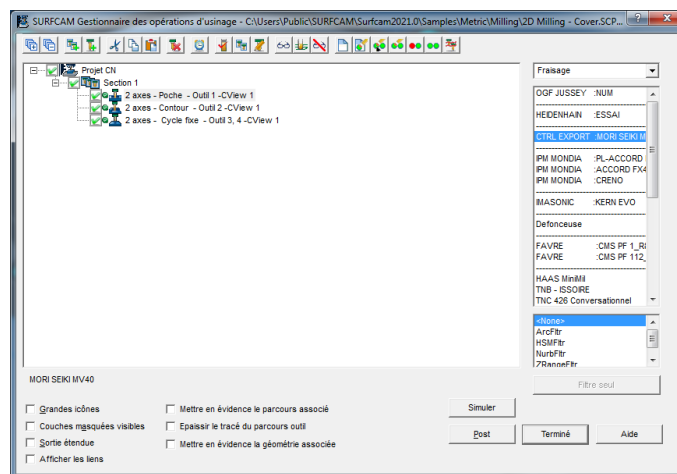 SURFCAM Gestionnaire des opérations d'usinage - C:\Users\Public\SURFCAM\Surfcam2021.0\Samples\Metric\Milling\2D Milling - Cover.SCP...
Projet CN
Section 1
2 axes - Poche - Outil 1 -CView 1
2 axes - Contour - Outil 2 -CView 1
2 axes - Cycle fixe - Outil 3, 4 -CView 1
Fraisage
OGF JUSSEY :NUM
HEIDENHAIN :ESSAI
CTRL EXPORT :MORI SEIKI M
IPM MONDIA :PL-ACCORD
IPM MONDIA :ACCORD FX4
IPM MONDIA :CRENO
IMASONIC :KERN EVO
Defonceuse
FAVRE :CMS PF 1_R
FAVRE :CMS PF 112_
HAAS MiniMil
TNB - ISSOIRE
TNC 426 Conversationnel
<None>
ArcFltr
HSMFltr
NurbFltr
ZRangeFltr
Filtre seul
MORI SEIKI MV40
Grandes icônes
Couches masquées visibles
Sortie étendue
Afficher les liens
Mettre en évidence le parcours associé
Epaissir le tracé du parcours outil
Mettre en évidence la géométrie associée
Simuler
Post
Terminé
Aide